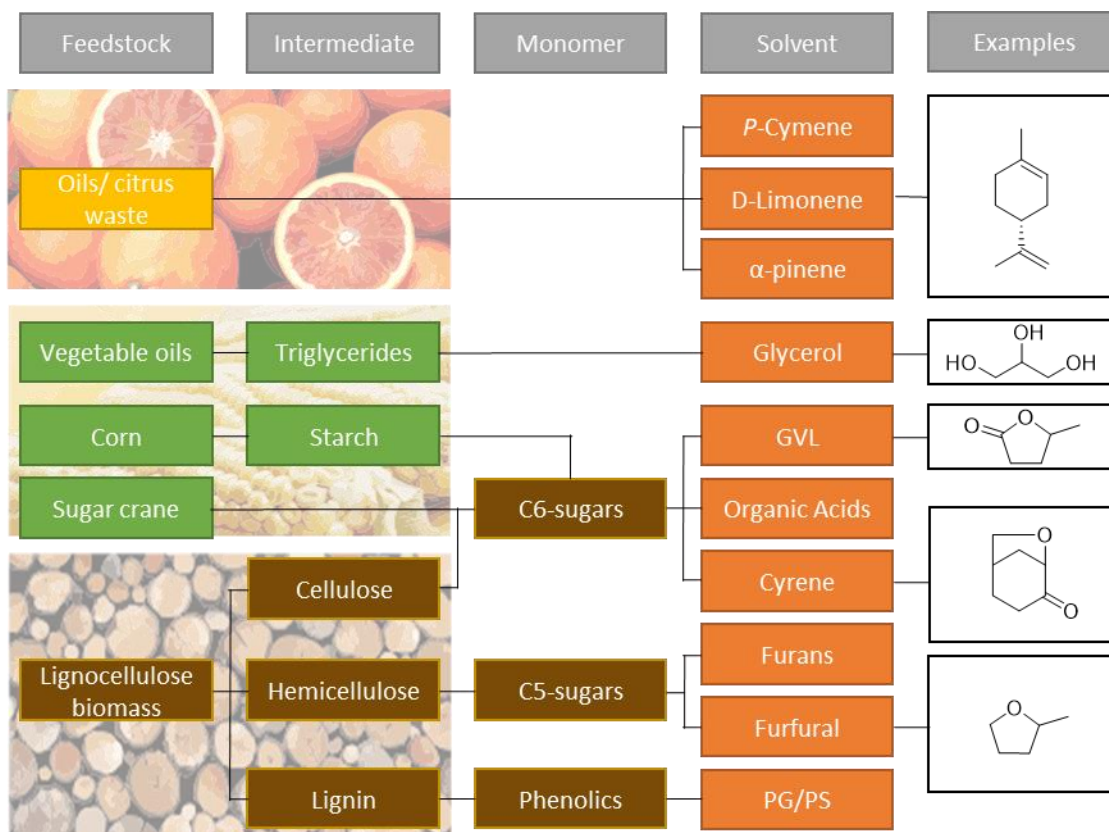 Feedstock
Intermediate
Monomer
Solvent
Examples
Oils/ citrus
waste
P-Cymene
D-Limonene
α-pinene
Vegetable oils
Triglycerides
Glycerol
OH
HO
OH
Corn
Starch
GVL
O
O
Sugar crane
C6-sugars
Organic Acids
Cellulose
Cyrene
O
O
Lignocellulose
biomass
Hemicellulose
C5-sugars
Furans
Furfural
O
Lignin
Phenolics
PG/PS